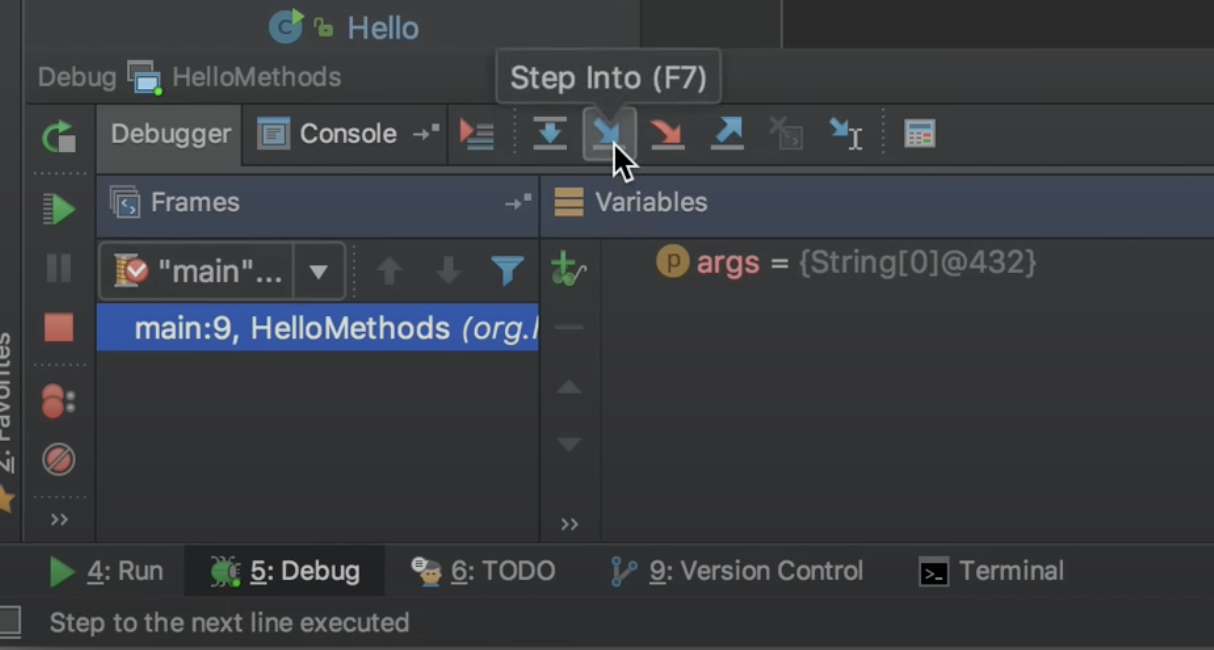 Hello
Debug HelloMethods
Step Into (F7)
Debugger Console
Frames Variables
"main"... p args = {String[0]@432}
main:9, HelloMethods (org.
Z: Favorites
4: Run 5: Debug 6: TODO 9: Version Control Terminal
Step to the next line executed